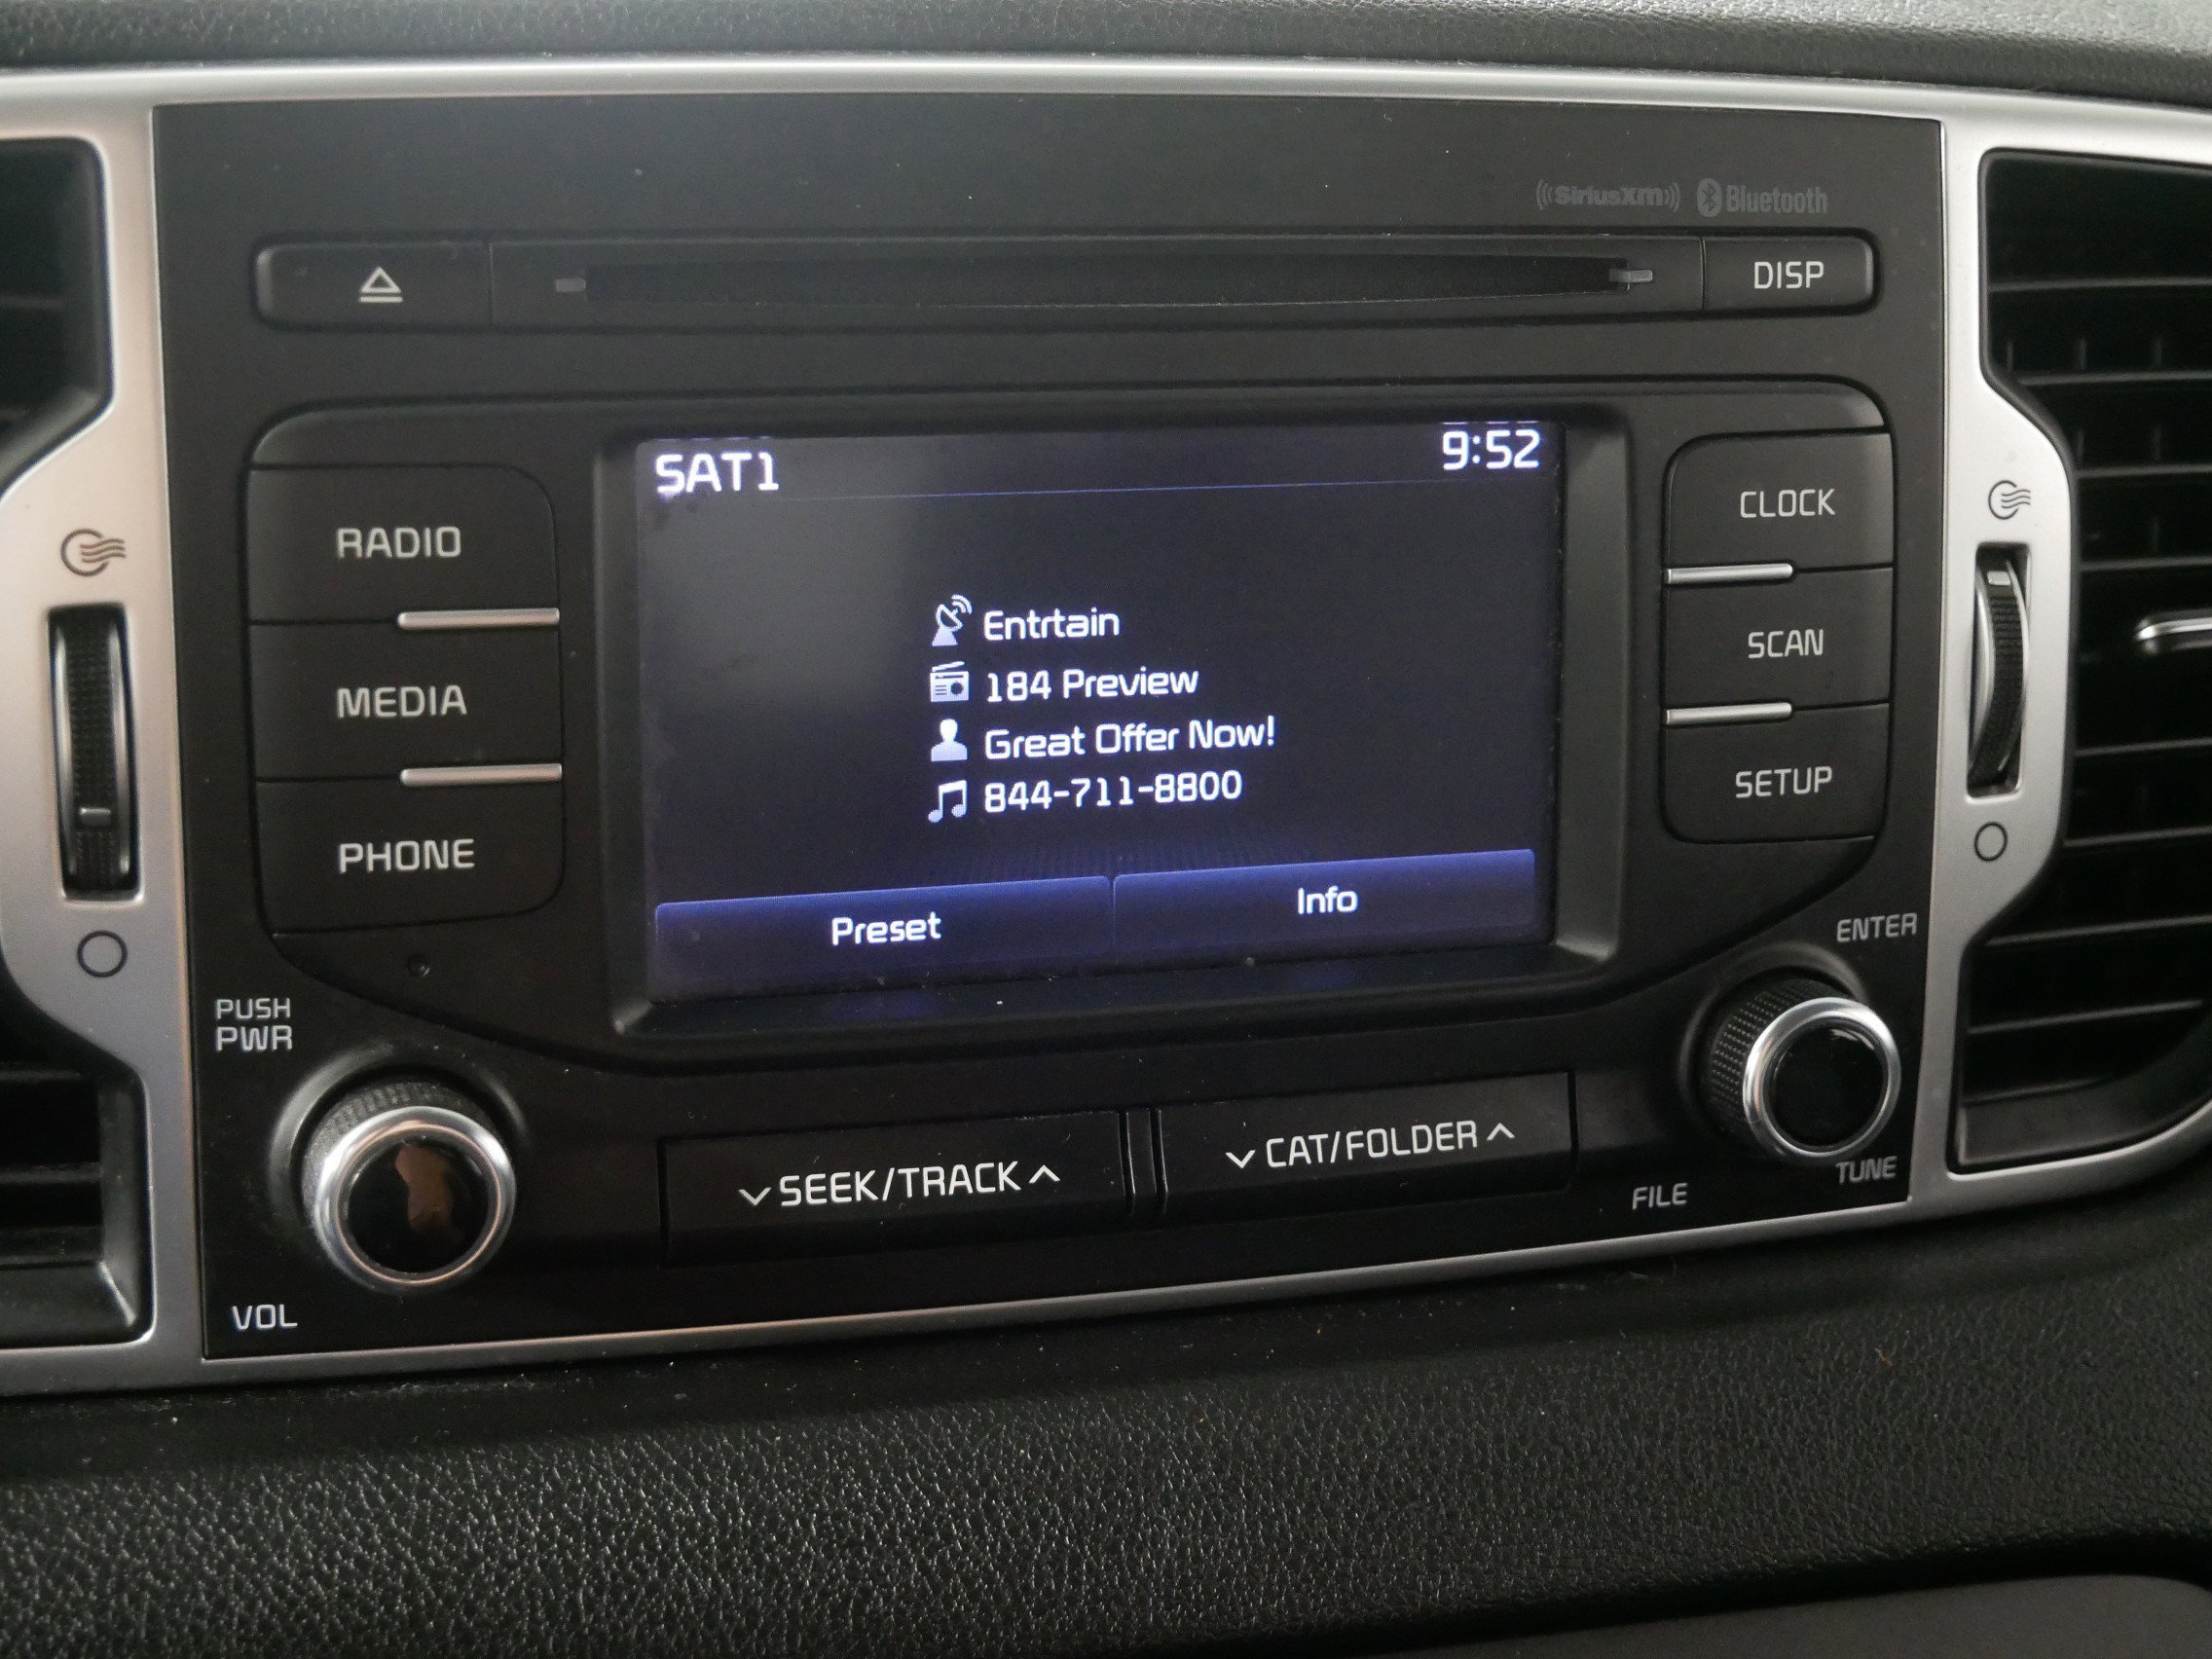 ((SiriusXM)) Bluetooth
DISP
SAT1 9:52
RADIO
MEDIA
PHONE
Entrtain
184 Preview
Great Offer Now!
844-711-8800
Preset Info
CLOCK
SCAN
SETUP
PUSH
PWR
VOL
SEEK/TRACK
CAT/FOLDER
ENTER
TUNE
FILE